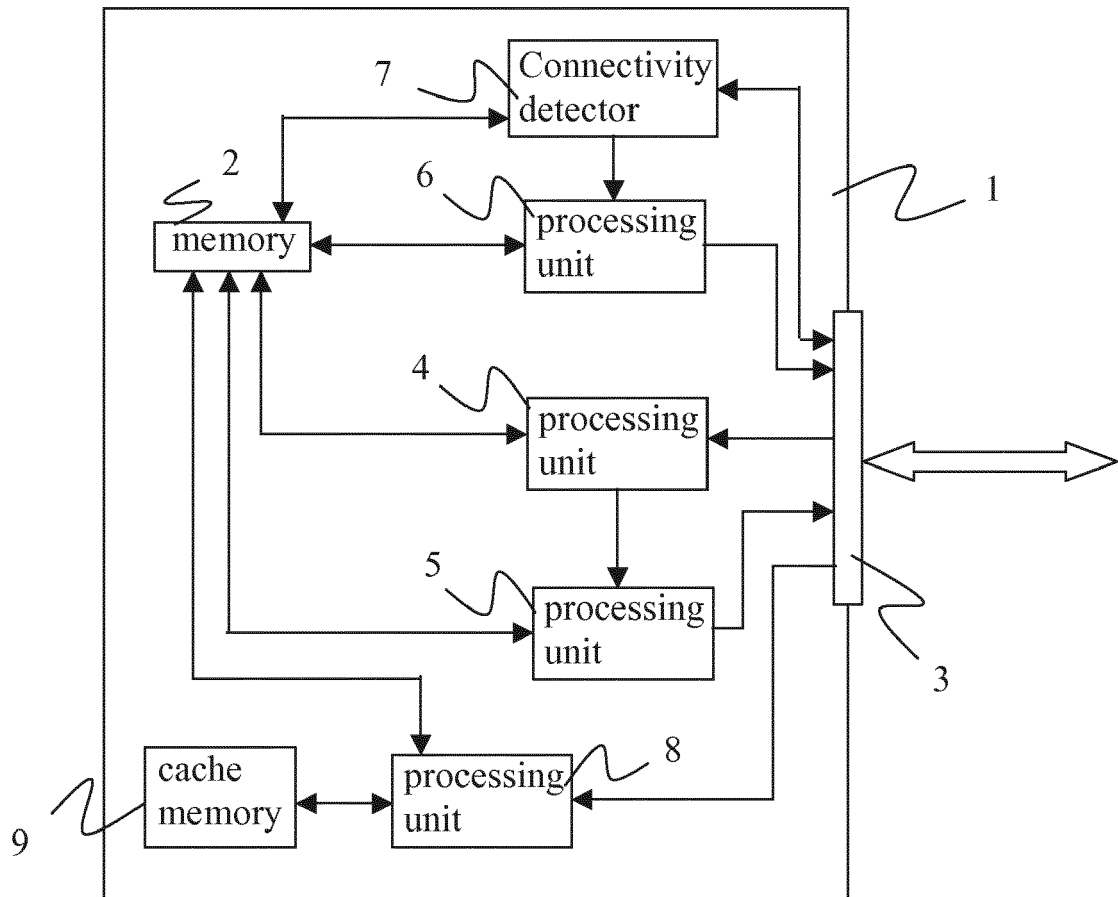 7
Connectivity
detector
2
6
1
memory
processing
unit
4
processing
unit
5
processing
unit
3
8
cache
memory
processing
unit
9